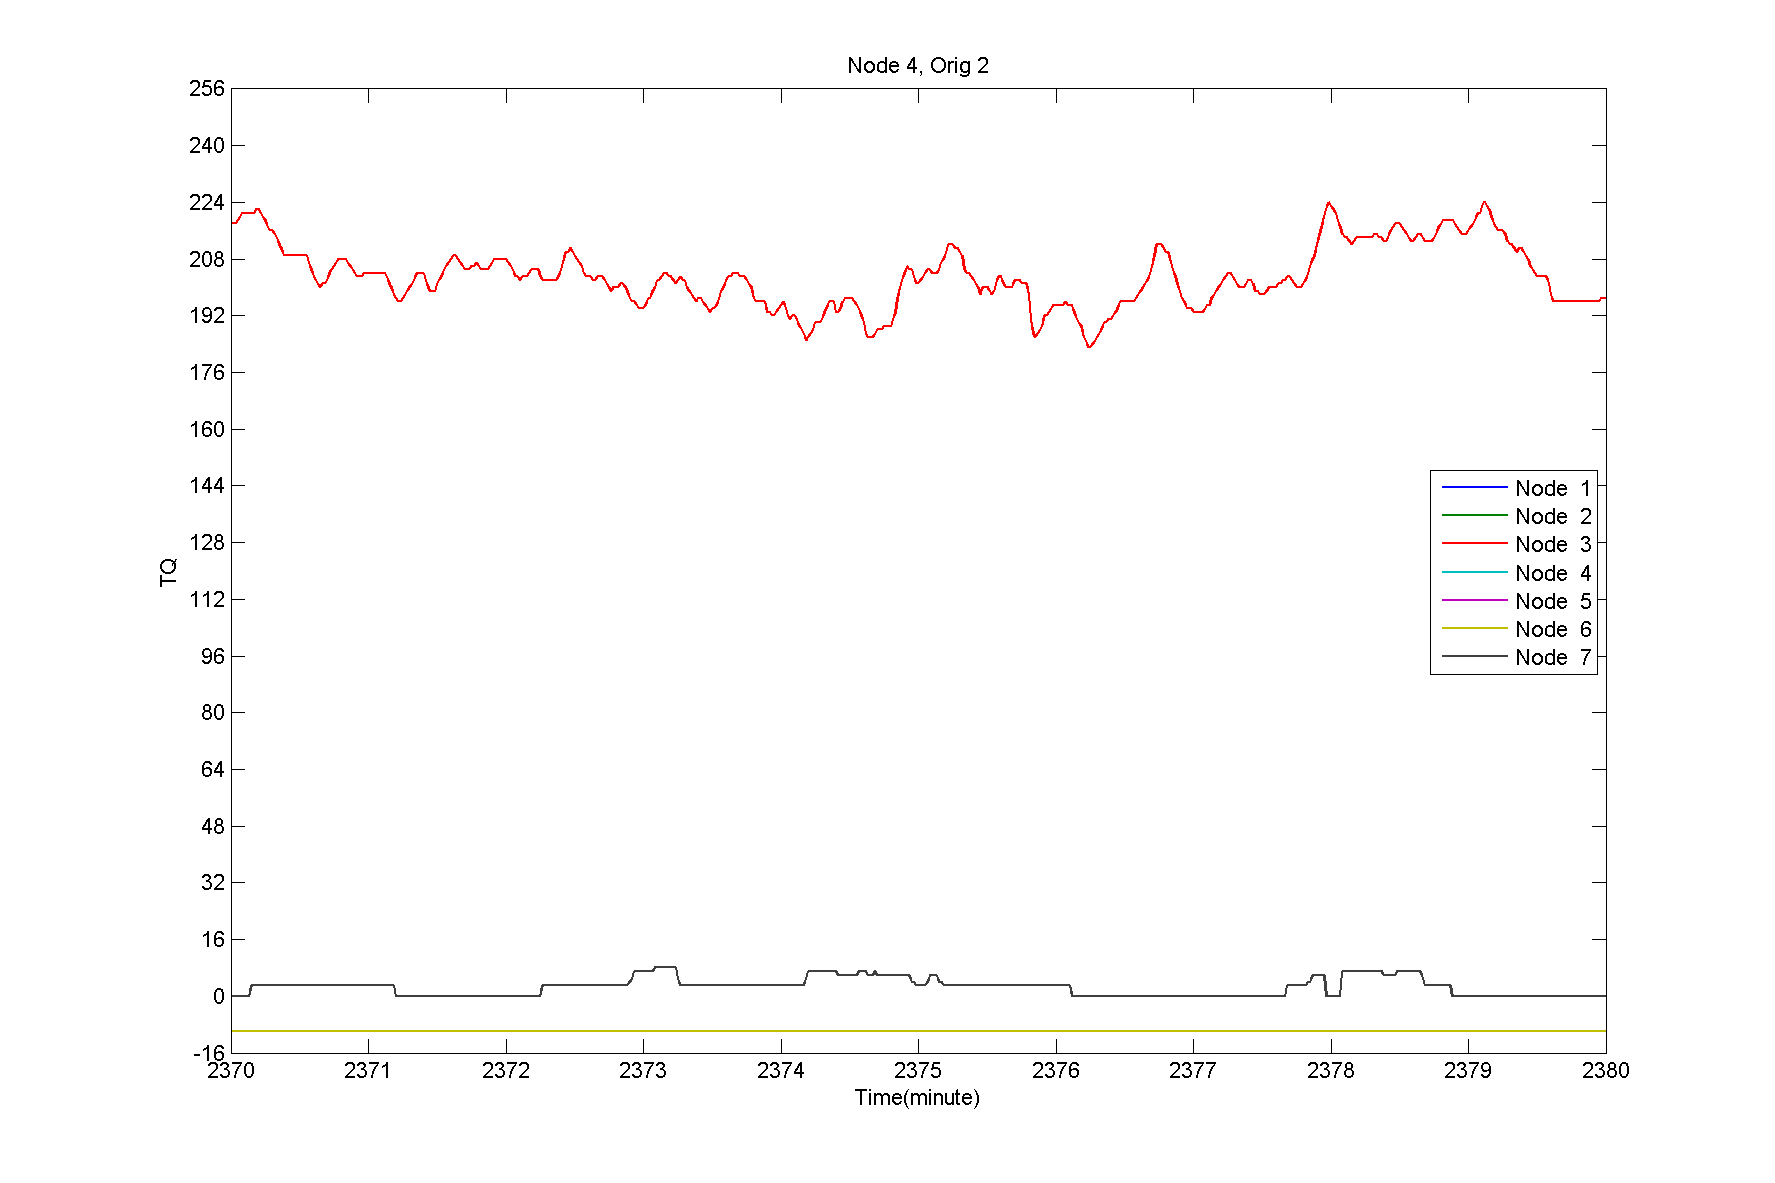 Node 4, Orig 2
256
240
224
208
192
176
160
144
128
112
96
80
64
48
32
16
0
-16
TQ
Node 1
Node 2
Node 3
Node 4
Node 5
Node 6
Node 7
2370 2371 2372 2373 2374 2375 2376 2377 2378 2379 2380
Time(minute)